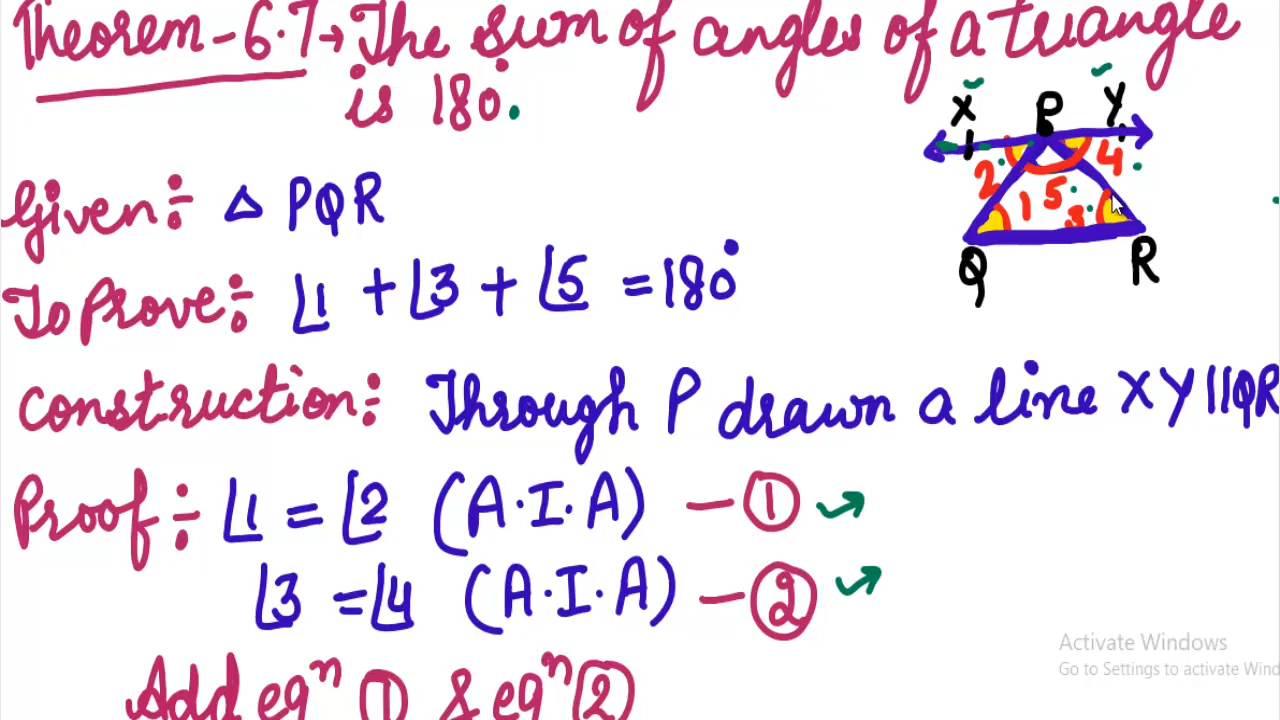 Theorem-6.7→ The sum of angles of a triangle
is 180°.
X P Y
2 4
1 5 3
Q R
Given÷ △ PQR
To Prove÷ ∠1 + ∠3 + ∠5 = 180°
construction÷ Through P drawn a line XY||QR
Proof÷ ∠1 = ∠2 (A.I.A) — ①
∠3 = ∠4 (A.I.A) — ②
Add eqⁿ ① & eqⁿ ②
Activate Windows
Go to Settings to activate Wind